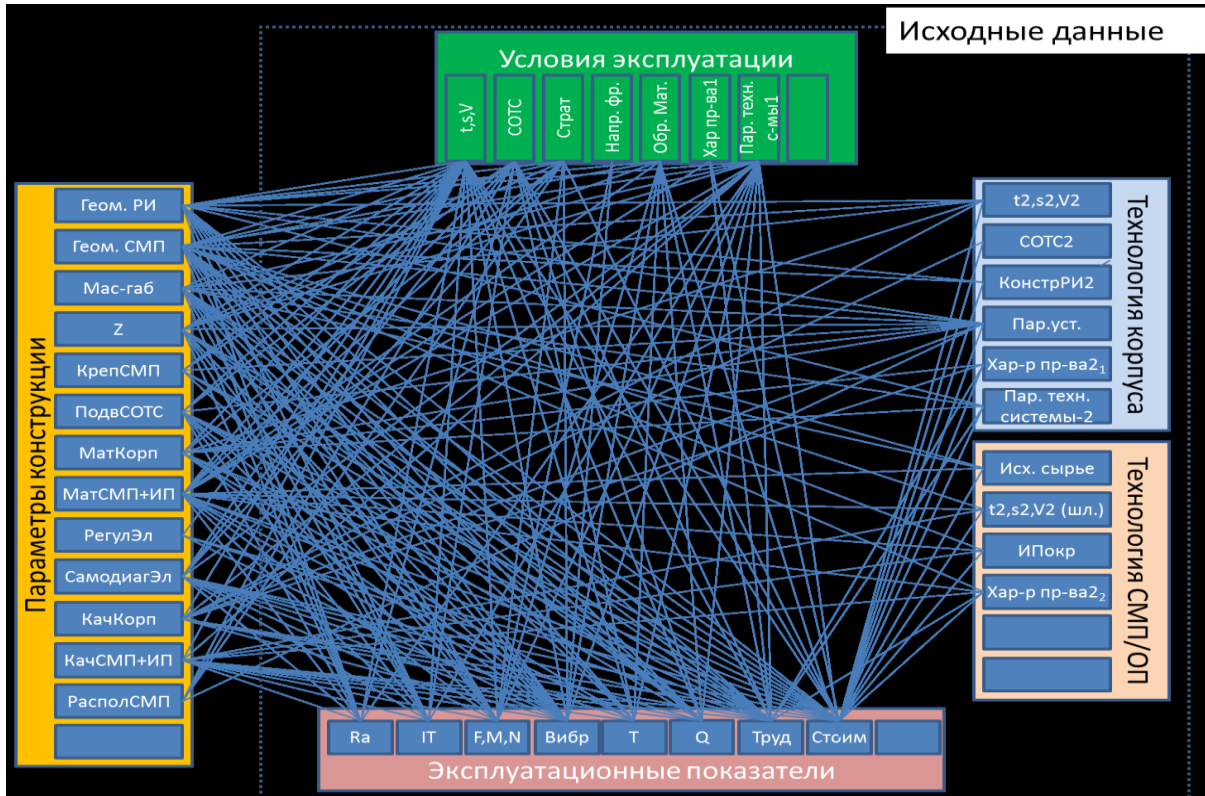 Исходные данные
Условия эксплуатации
t,s,V
СОТС
Страт
Напр. фр.
Обр. Мат.
Хар пр-ва1
Пар. техн.
с-мы1
Параметры конструкции
Геом. РИ
Геом. СМП
Мас-габ
Z
КрепСМП
ПодвСОТС
МатКорп
МатСМП+ИП
РегулЭл
СамодиагЭл
КачКорп
КачСМП+ИП
РасполСМП
Технология корпуса
t2,s2,V2
СОТС2
КонстрРИ2
Пар.уст.
Хар-р пр-ва2₁
Пар. техн.
системы-2
Технология СМП/ОП
Исх. сырье
t2,s2,V2 (шл.)
ИПокр
Хар-р пр-ва2₂
Ra
IT
F,M,N
Вибр
T
Q
Труд
Стоим
Эксплуатационные показатели